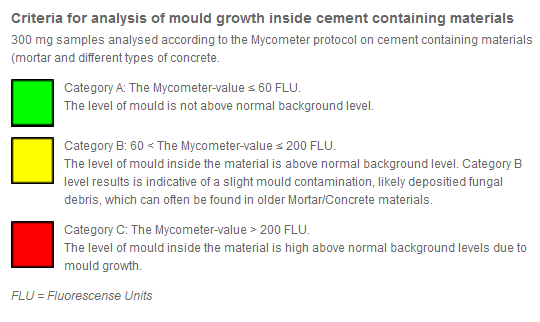 Criteria for analysis of mould growth inside cement containing materials
300 mg samples analysed according to the Mycometer protocol on cement containing materials
(mortar and different types of concrete.
Category A: The Mycometer-value ≤ 60 FLU.
The level of mould is not above normal background level.
Category B: 60 < The Mycometer-value ≤ 200 FLU.
The level of mould inside the material is above normal background level. Category B
level results is indicative of a slight mould contamination, likely depositied fungal
debris, which can often be found in older Mortar/Concrete materials.
Category C: The Mycometer-value > 200 FLU.
The level of mould inside the material is high above normal background levels due to
mould growth.
FLU = Fluorescense Units